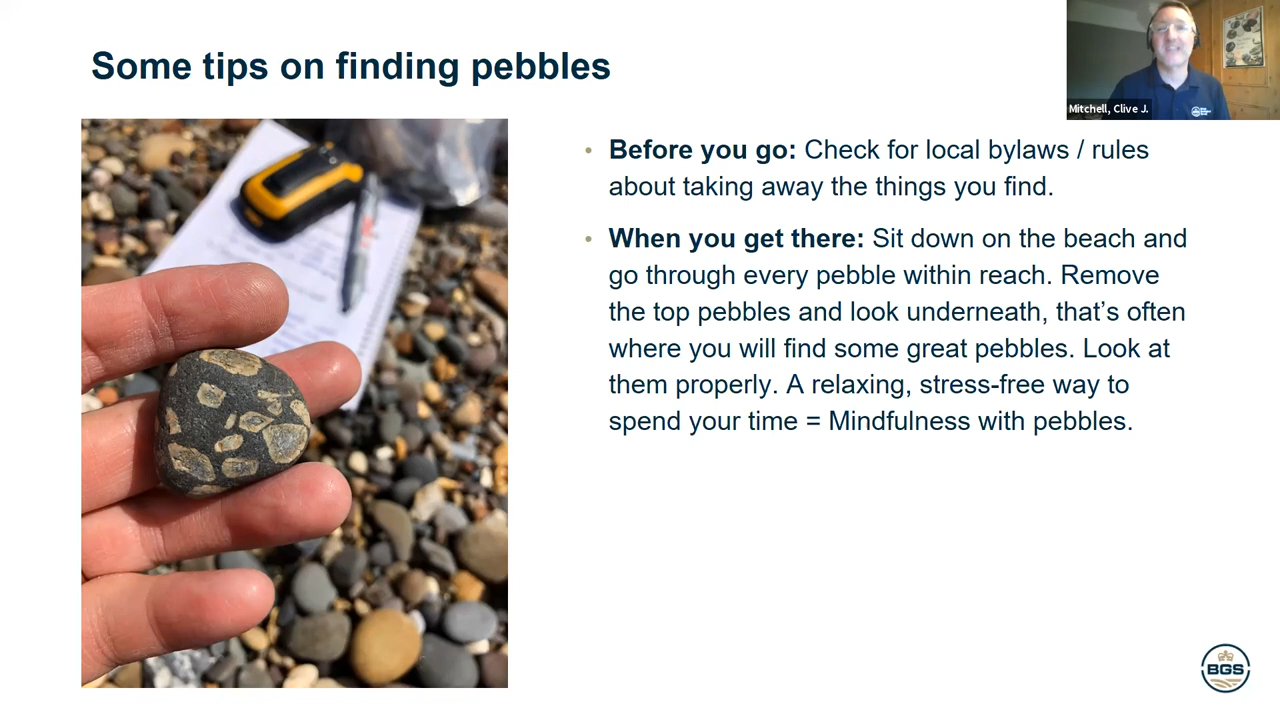 Some tips on finding pebbles
Mitchell, Clive J.
Before you go: Check for local bylaws / rules
about taking away the things you find.
When you get there: Sit down on the beach and
go through every pebble within reach. Remove
the top pebbles and look underneath, that’s often
where you will find some great pebbles. Look at
them properly. A relaxing, stress-free way to
spend your time = Mindfulness with pebbles.
BGS